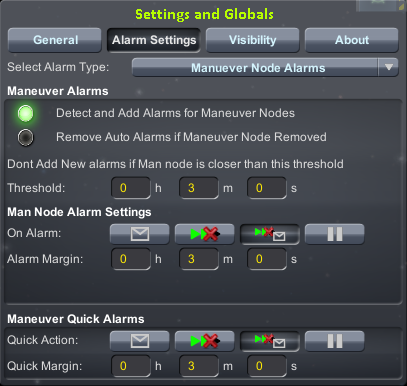 Settings and Globals
General Alarm Settings Visibility About
Select Alarm Type: Manuever Node Alarms
Maneuver Alarms
Detect and Add Alarms for Maneuver Nodes
Remove Auto Alarms if Maneuver Node Removed
Dont Add New alarms if Man node is closer than this threshold
Threshold: 0 h 3 m 0 s
Man Node Alarm Settings
On Alarm:
Alarm Margin: 0 h 3 m 0 s
Maneuver Quick Alarms
Quick Action:
Quick Margin: 0 h 3 m 0 s